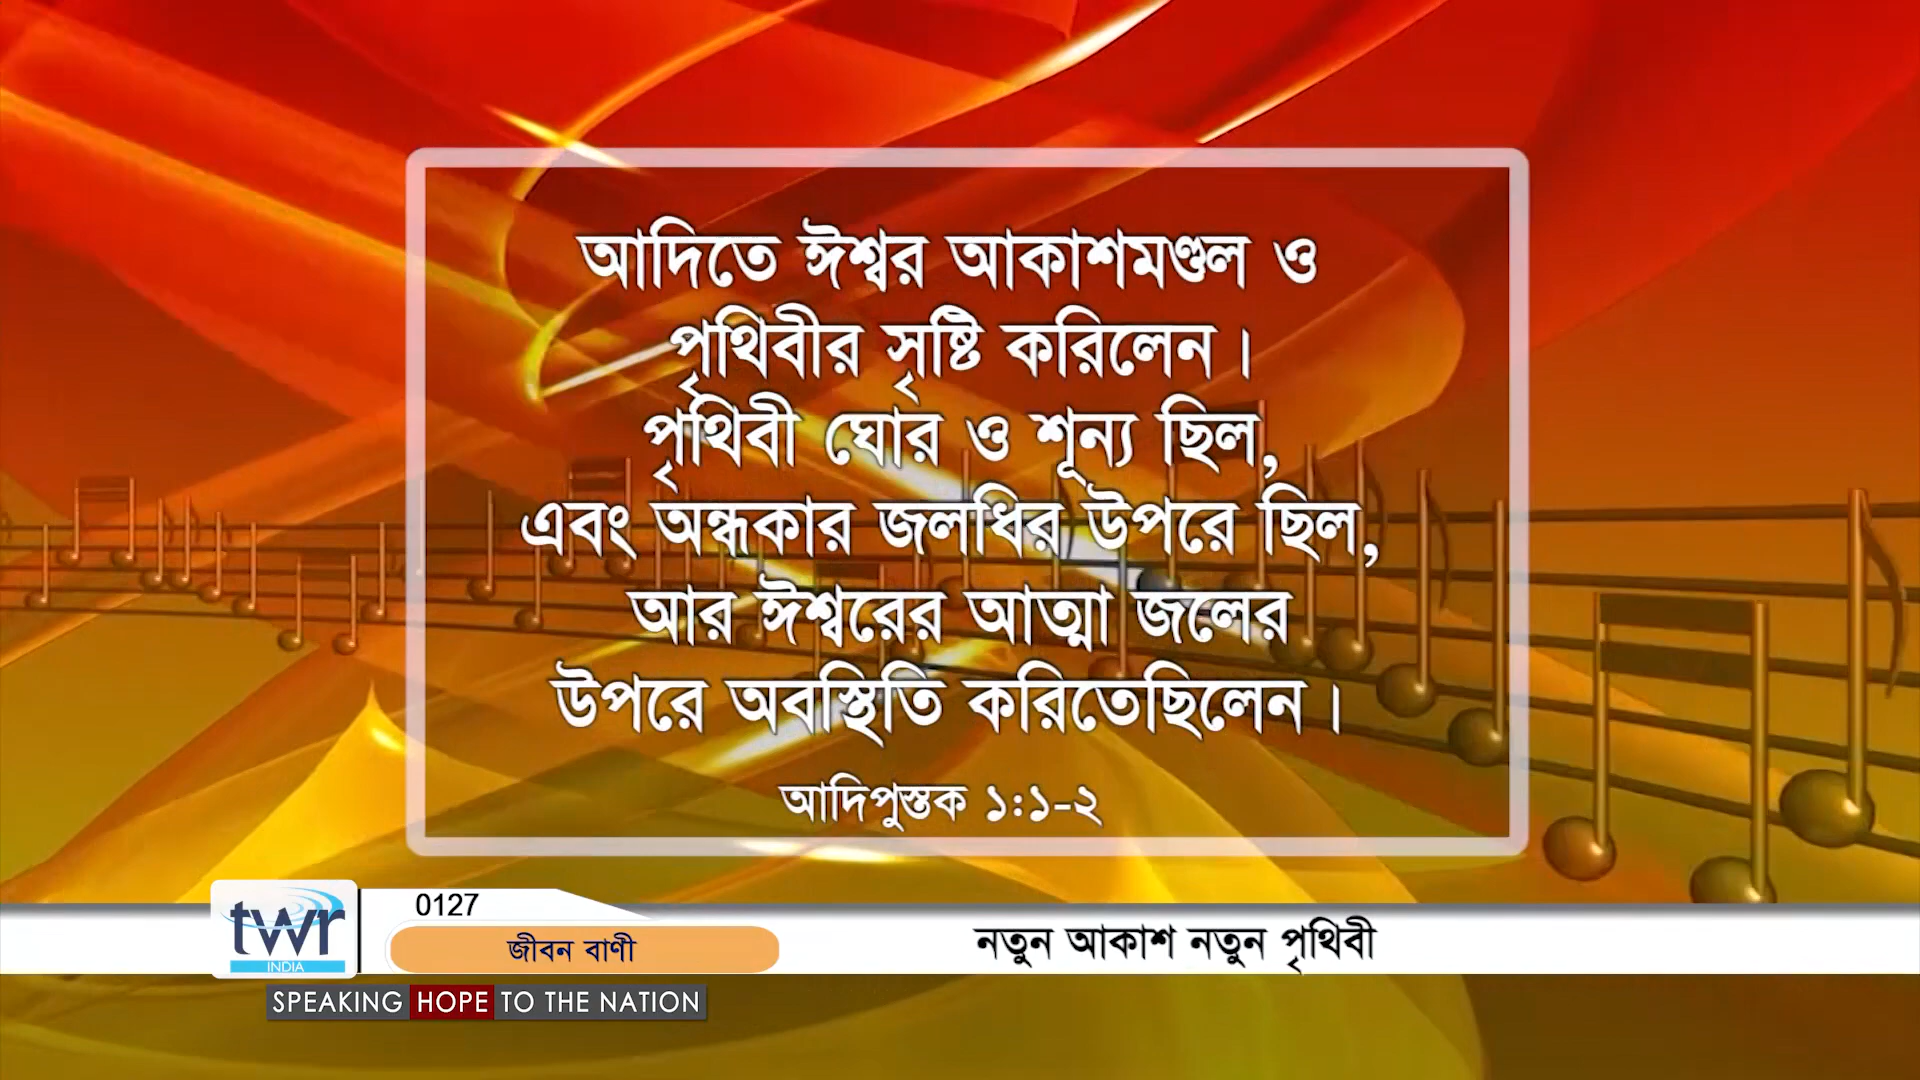 আদিতে ঈশ্বর আকাশমণ্ডল ও
পৃথিবীর সৃষ্টি করিলেন।
পৃথিবী ঘোর ও শূন্য ছিল,
এবং অন্ধকার জলধির উপরে ছিল,
আর ঈশ্বরের আত্মা জলের
উপরে অবস্থিতি করিতেছিলেন।
আদিপুস্তক ১:১-২
twr
INDIA
0127
জীবন বাণী
নতুন আকাশ নতুন পৃথিবী
SPEAKING HOPE TO THE NATION